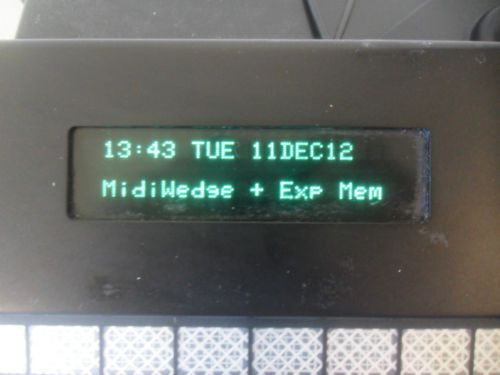 13:43 TUE 11DEC12
MidiWedge + Exp Mem